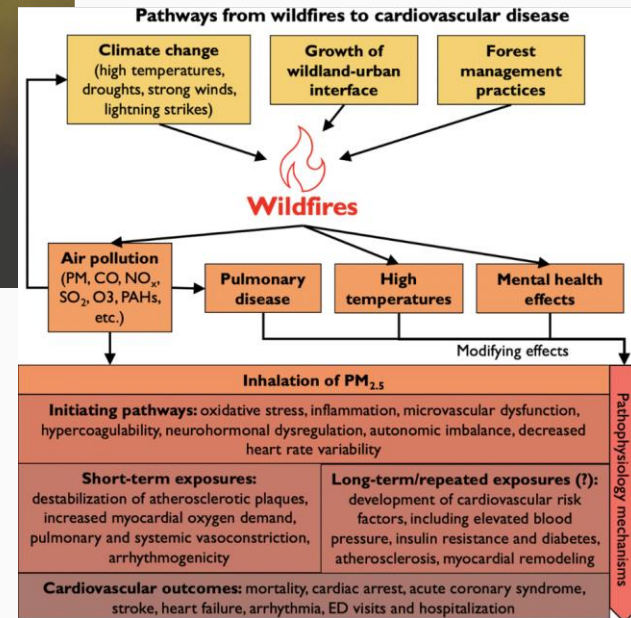 Pathways from wildfires to cardiovascular disease
Climate change
(high temperatures,
droughts, strong winds,
lightning strikes)
Growth of
wildland-urban
interface
Forest
management
practices
Wildfires
Air pollution
(PM, CO, NOₓ,
SO₂, O3, PAHs,
etc.)
Pulmonary
disease
High
temperatures
Mental health
effects
Modifying effects
Inhalation of PM₂.₅
Initiating pathways: oxidative stress, inflammation, microvascular dysfunction,
hypercoagulability, neurohormonal dysregulation, autonomic imbalance, decreased
heart rate variability
Short-term exposures:
destabilization of atherosclerotic plaques,
increased myocardial oxygen demand,
pulmonary and systemic vasoconstriction,
arrhythmogenicity
Long-term/repeated exposures (?):
development of cardiovascular risk
factors, including elevated blood
pressure, insulin resistance and diabetes,
atherosclerosis, myocardial remodeling
Cardiovascular outcomes: mortality, cardiac arrest, acute coronary syndrome,
stroke, heart failure, arrhythmia, ED visits and hospitalization
Pathophysiology mechanisms